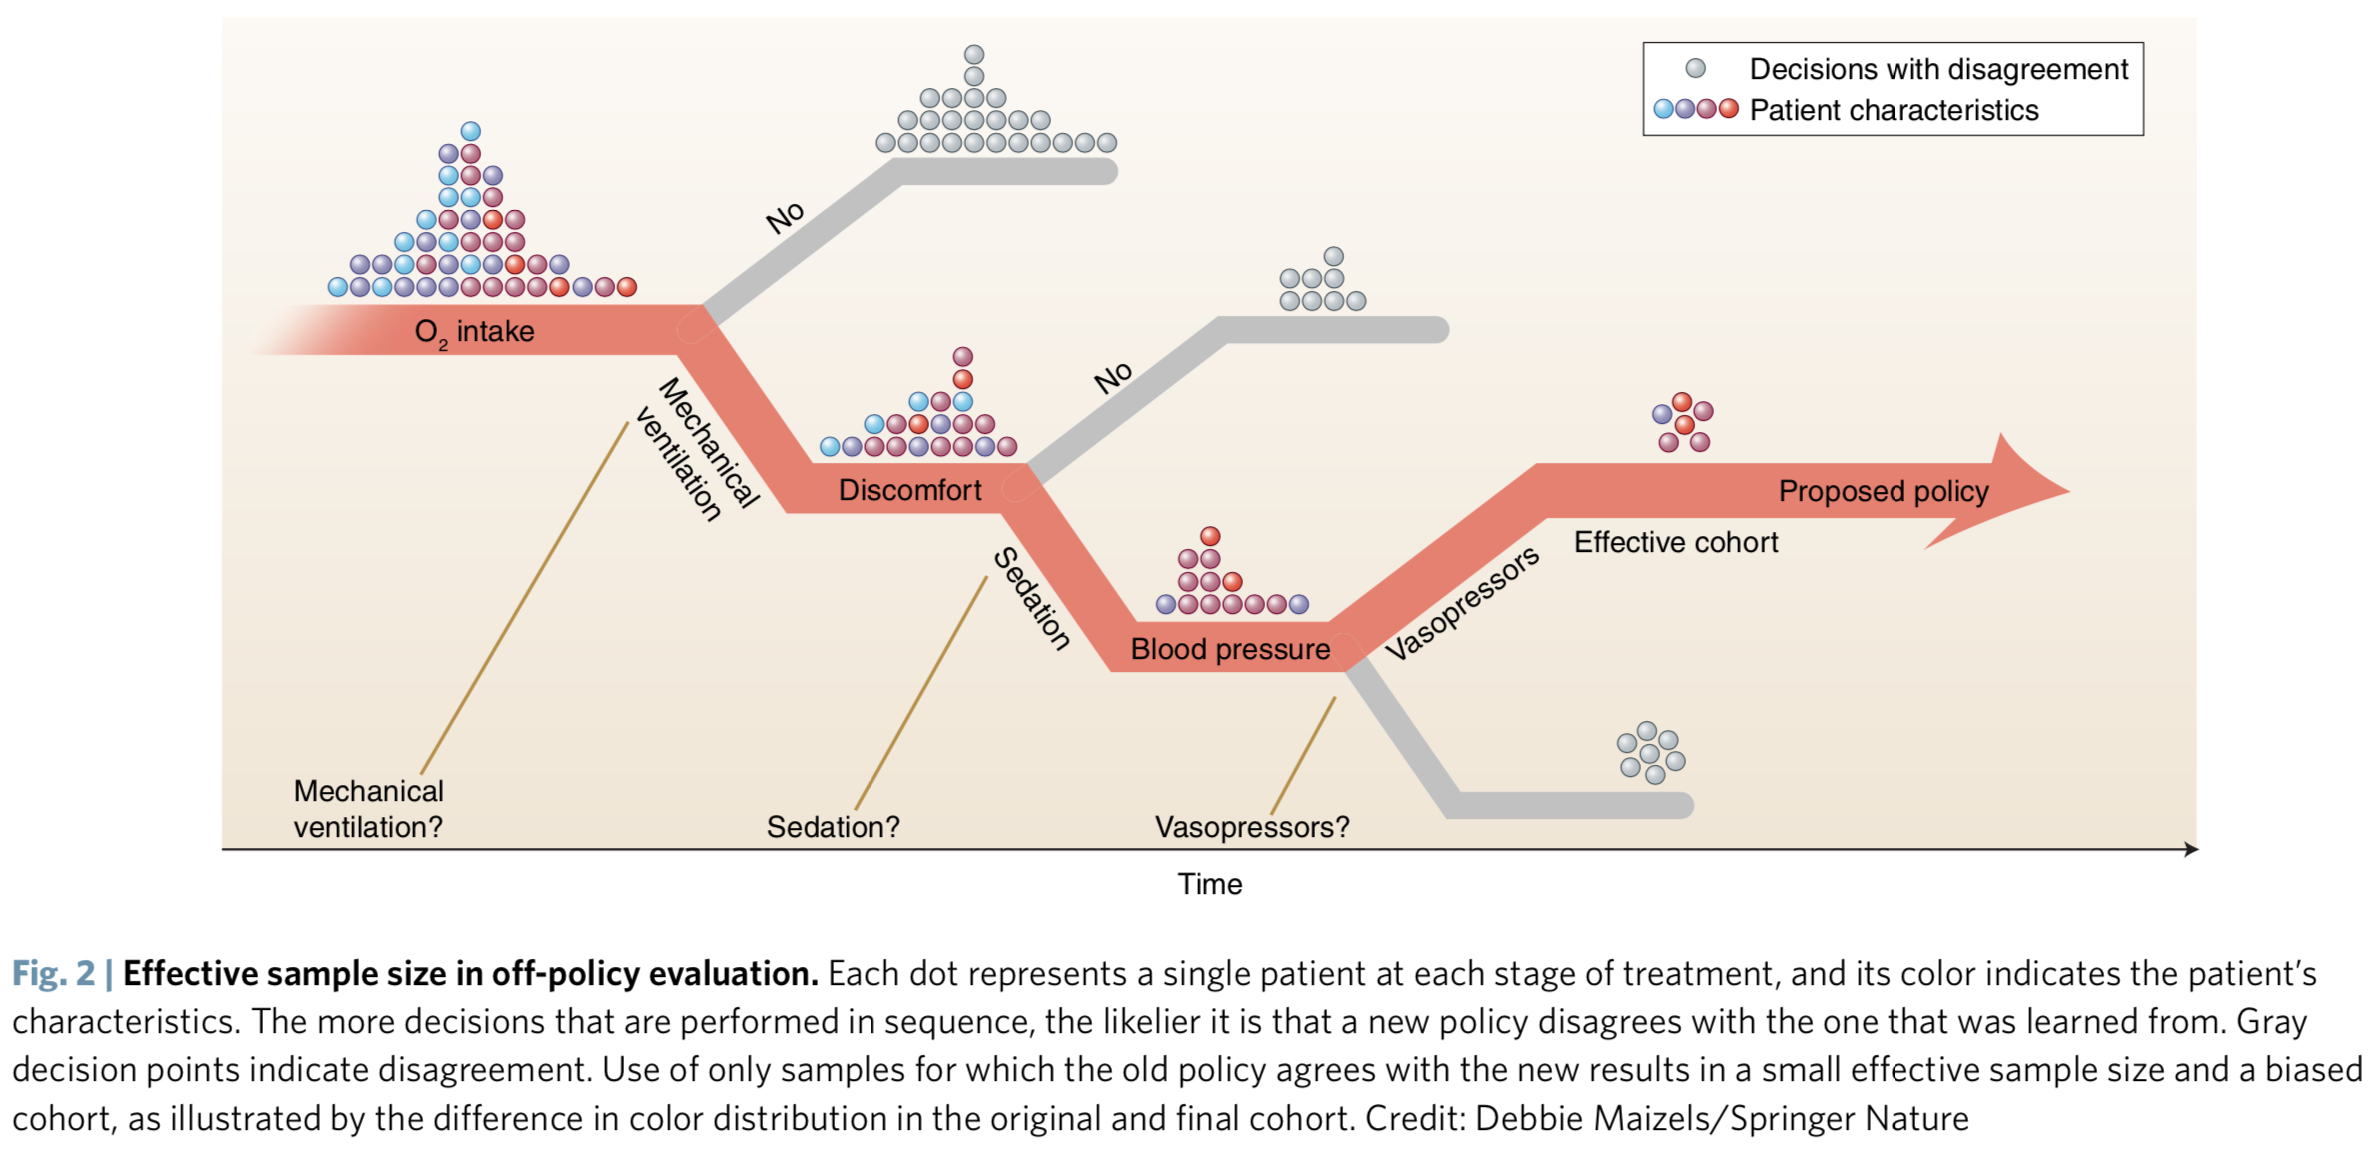 Decisions with disagreement
Patient characteristics
No
O2 intake
Mechanical
ventilation
No
Discomfort
Sedation
Proposed policy
Effective cohort
Vasopressors
Blood pressure
Mechanical
ventilation?
Sedation?
Vasopressors?
Time
Fig. 2 | Effective sample size in off-policy evaluation. Each dot represents a single patient at each stage of treatment, and its color indicates the patient’s
characteristics. The more decisions that are performed in sequence, the likelier it is that a new policy disagrees with the one that was learned from. Gray
decision points indicate disagreement. Use of only samples for which the old policy agrees with the new results in a small effective sample size and a biased
cohort, as illustrated by the difference in color distribution in the original and final cohort. Credit: Debbie Maizels/Springer Nature